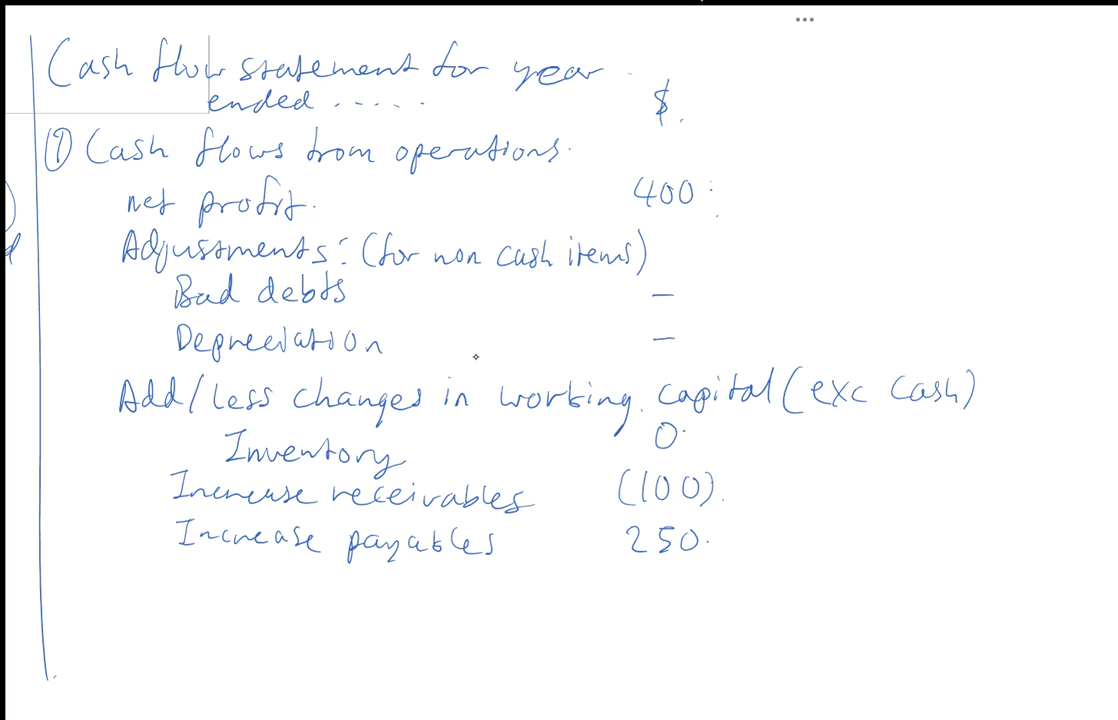 Cash flow statement for year
ended .....
$
① Cash flows from operations.
net profit. 400
Adjustments: (for non cash items)
Bad debts —
Depreciation —
Add/less changes in working capital (exc cash)
Inventory 0
Increase receivables (100)
Increase payables 250